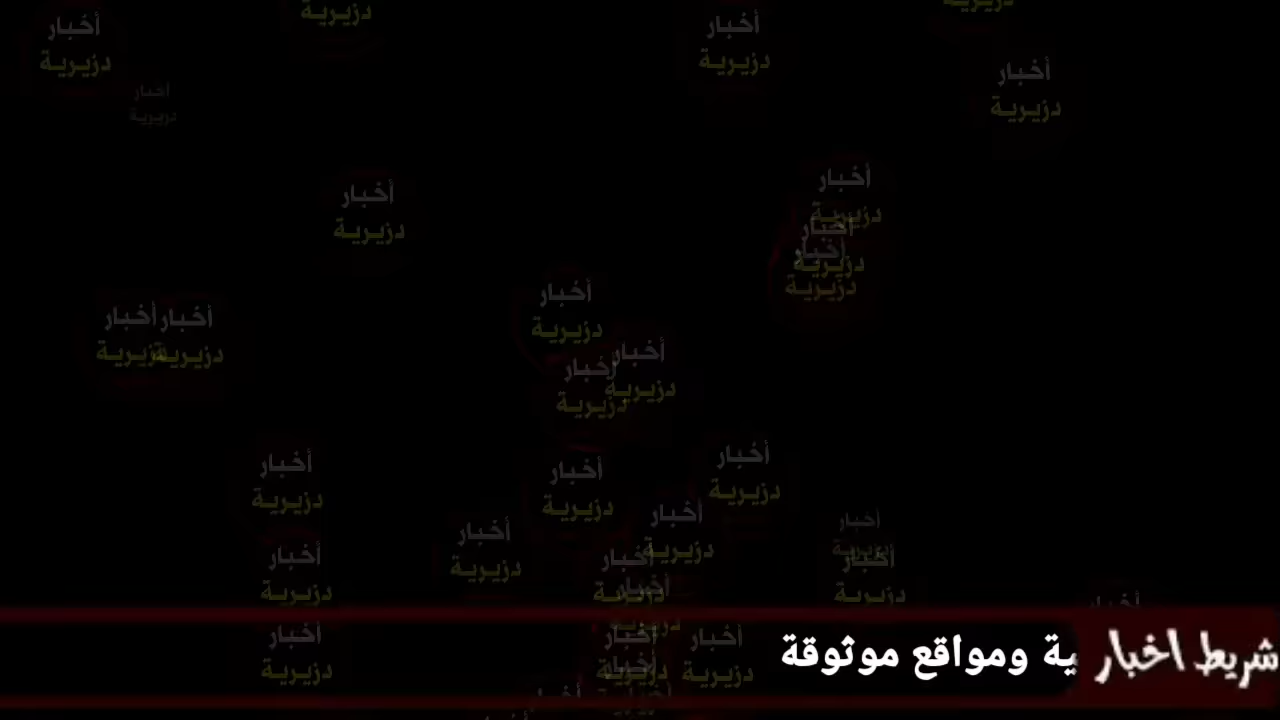 أخبار
دزيرية
شريط اخبار
ية ومواقع موثوقة